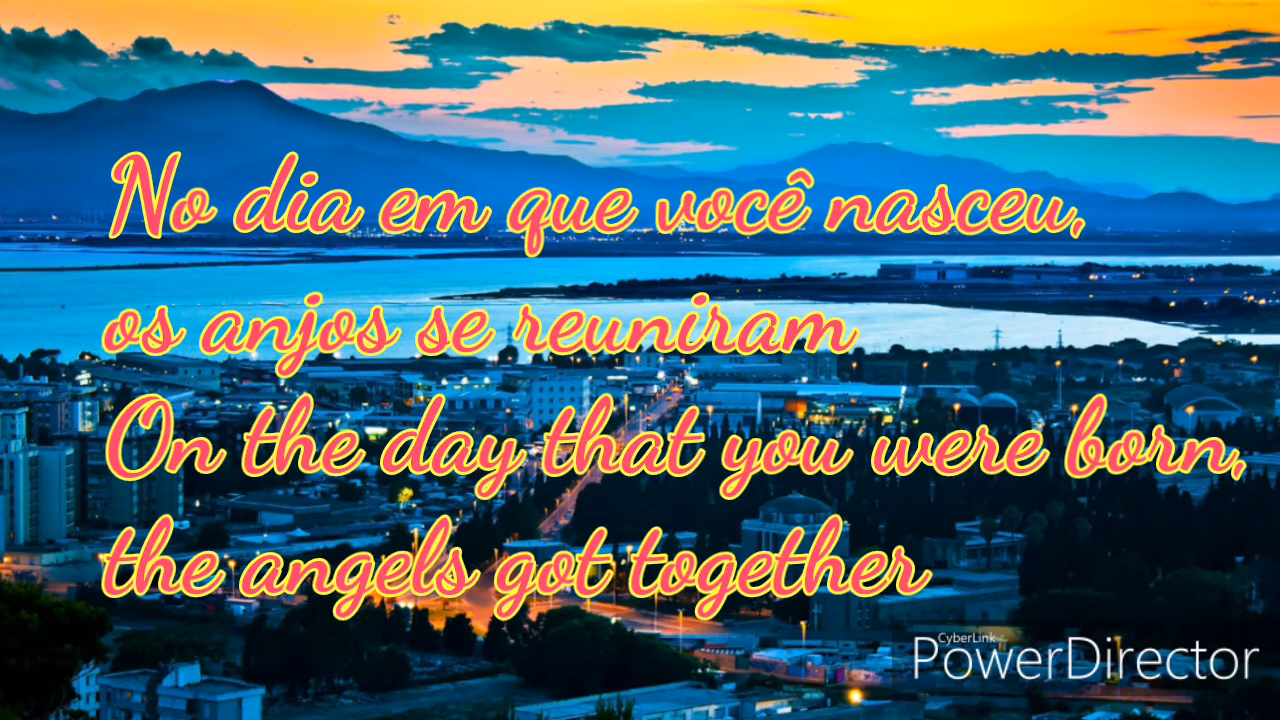 No dia em que você nasceu,
os anjos se reuniram
On the day that you were born,
the angels got together
CyberLink
PowerDirector